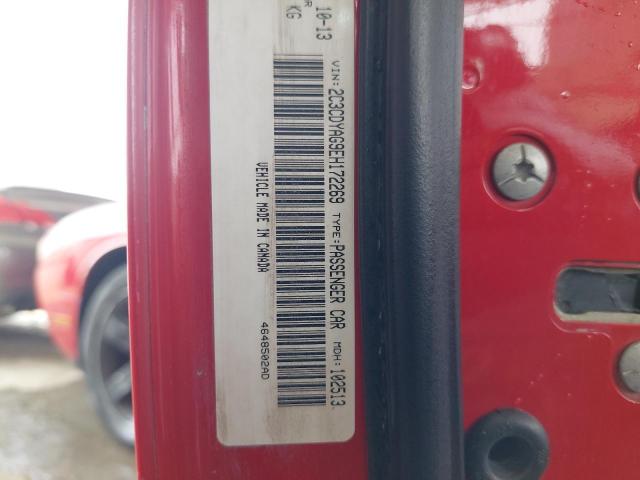 10-13
KG
VIN: 2C3CDYAG9EH172269 TYPE: PASSENGER CAR MDH: 102513
VEHICLE MADE IN CANADA
4648502AD